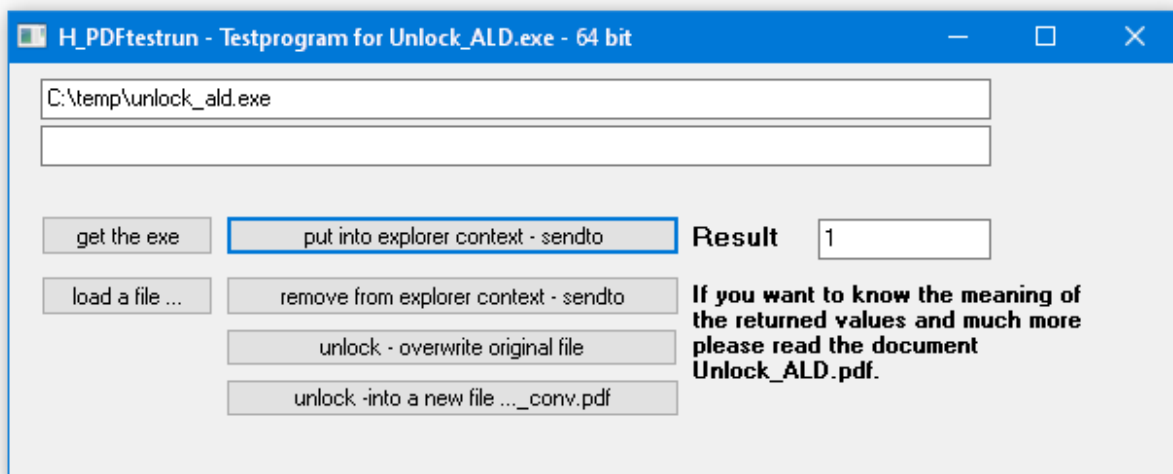 H_PDFtestrun - Testprogram for Unlock_ALD.exe - 64 bit
C:\temp\unlock_ald.exe
get the exe
put into explorer context - sendto
Result
1
load a file ...
remove from explorer context - sendto
unlock - overwrite original file
unlock -into a new file ..._conv.pdf
If you want to know the meaning of
the returned values and much more
please read the document
Unlock_ALD.pdf.